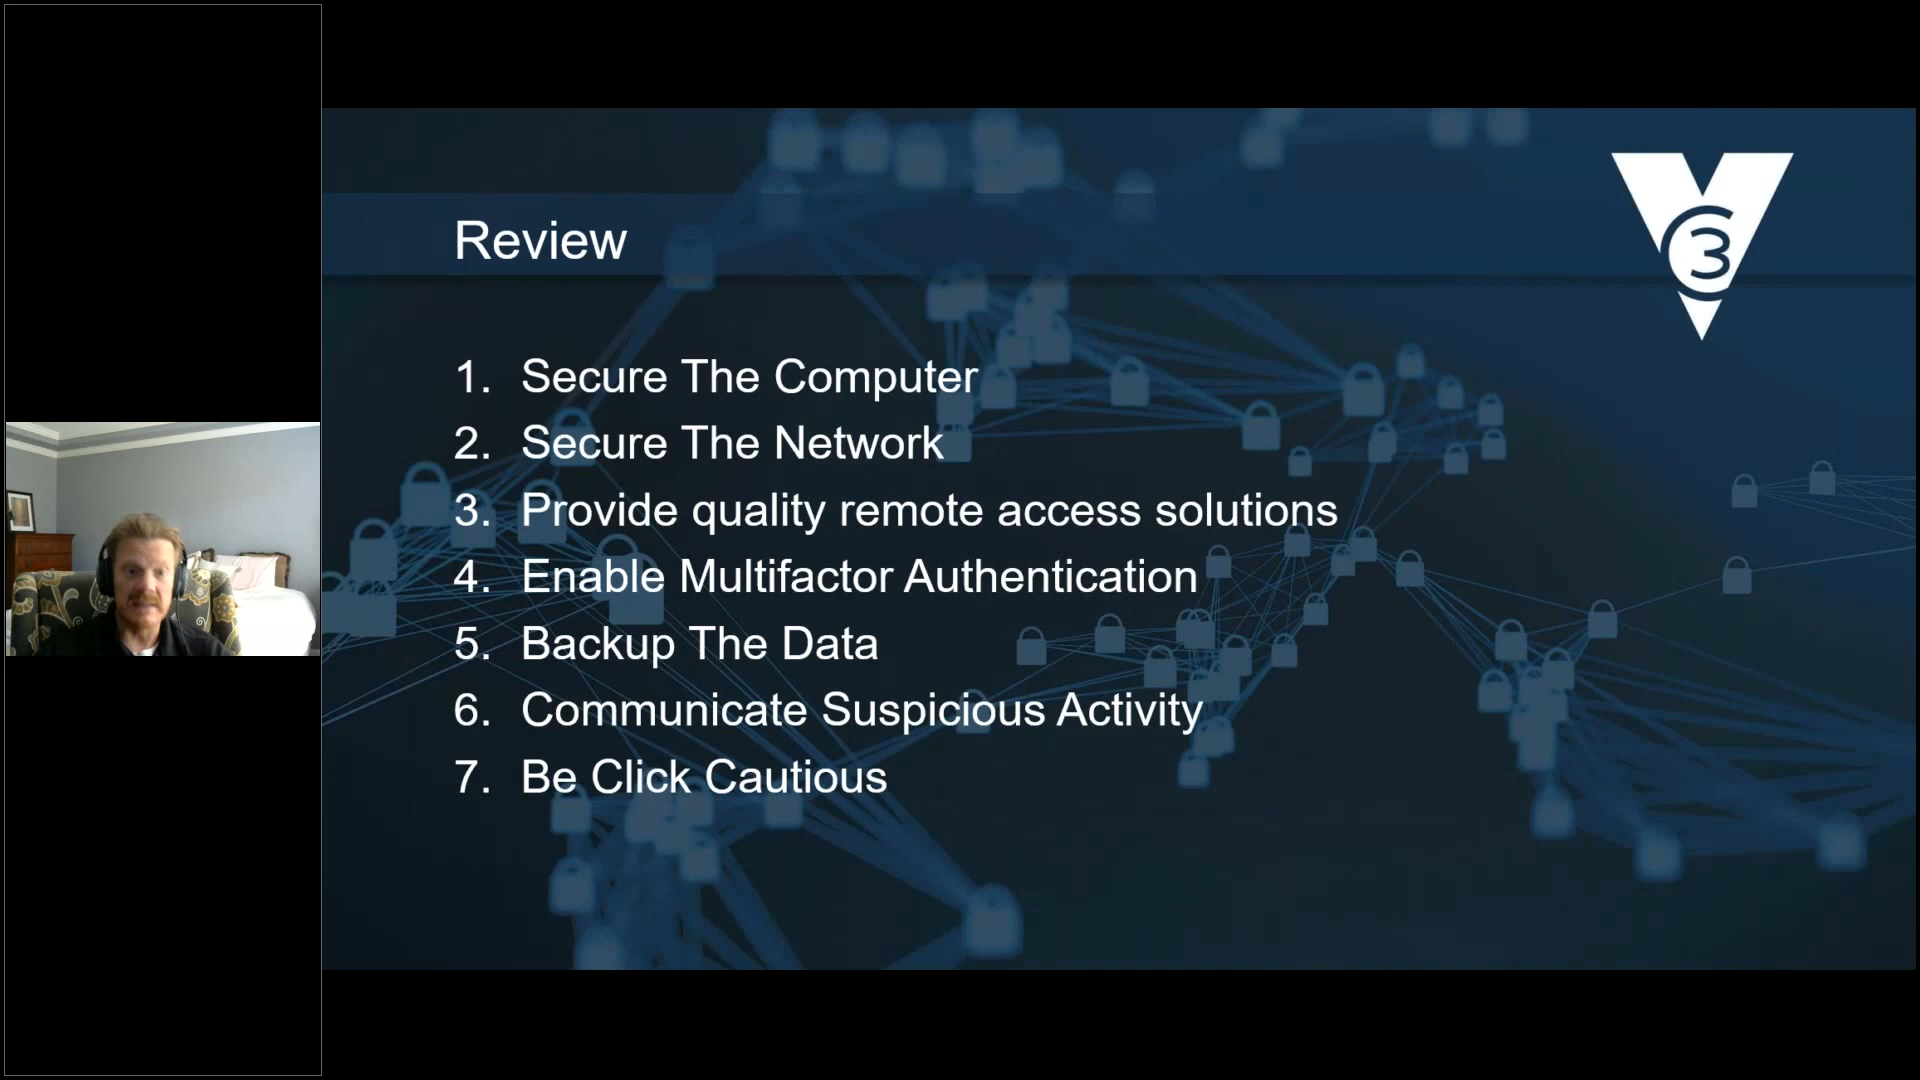 Review
3
1. Secure The Computer
2. Secure The Network
3. Provide quality remote access solutions
4. Enable Multifactor Authentication
5. Backup The Data
6. Communicate Suspicious Activity
7. Be Click Cautious